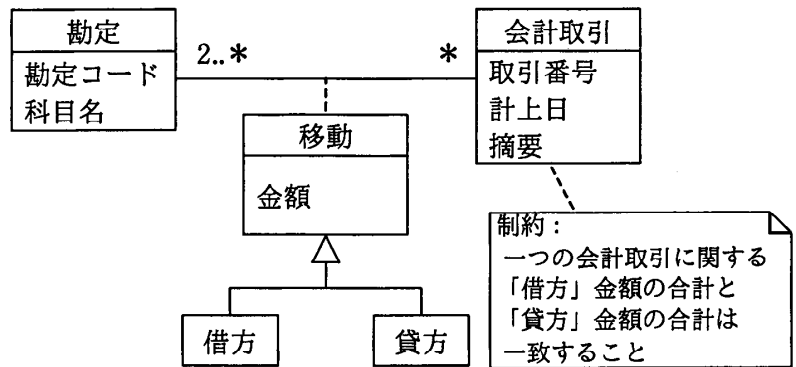 勘定
勘定コード
科目名
2..*
*
会計取引
取引番号
計上日
摘要
移動
金額
借方
貸方
制約:
一つの会計取引に関する
「借方」金額の合計と
「貸方」金額の合計は
一致すること